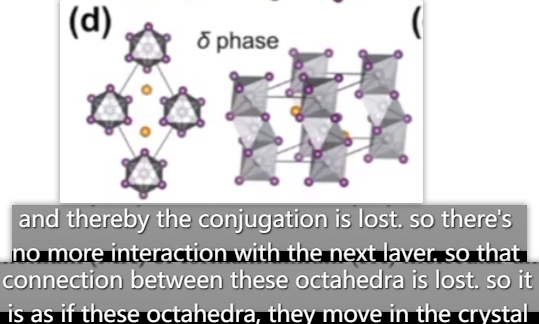 (d)
(
δ phase
and thereby the conjugation is lost. so there's
no more interaction with the next layer. so that
connection between these octahedra is lost. so it
is as if these octahedra, they move in the crystal